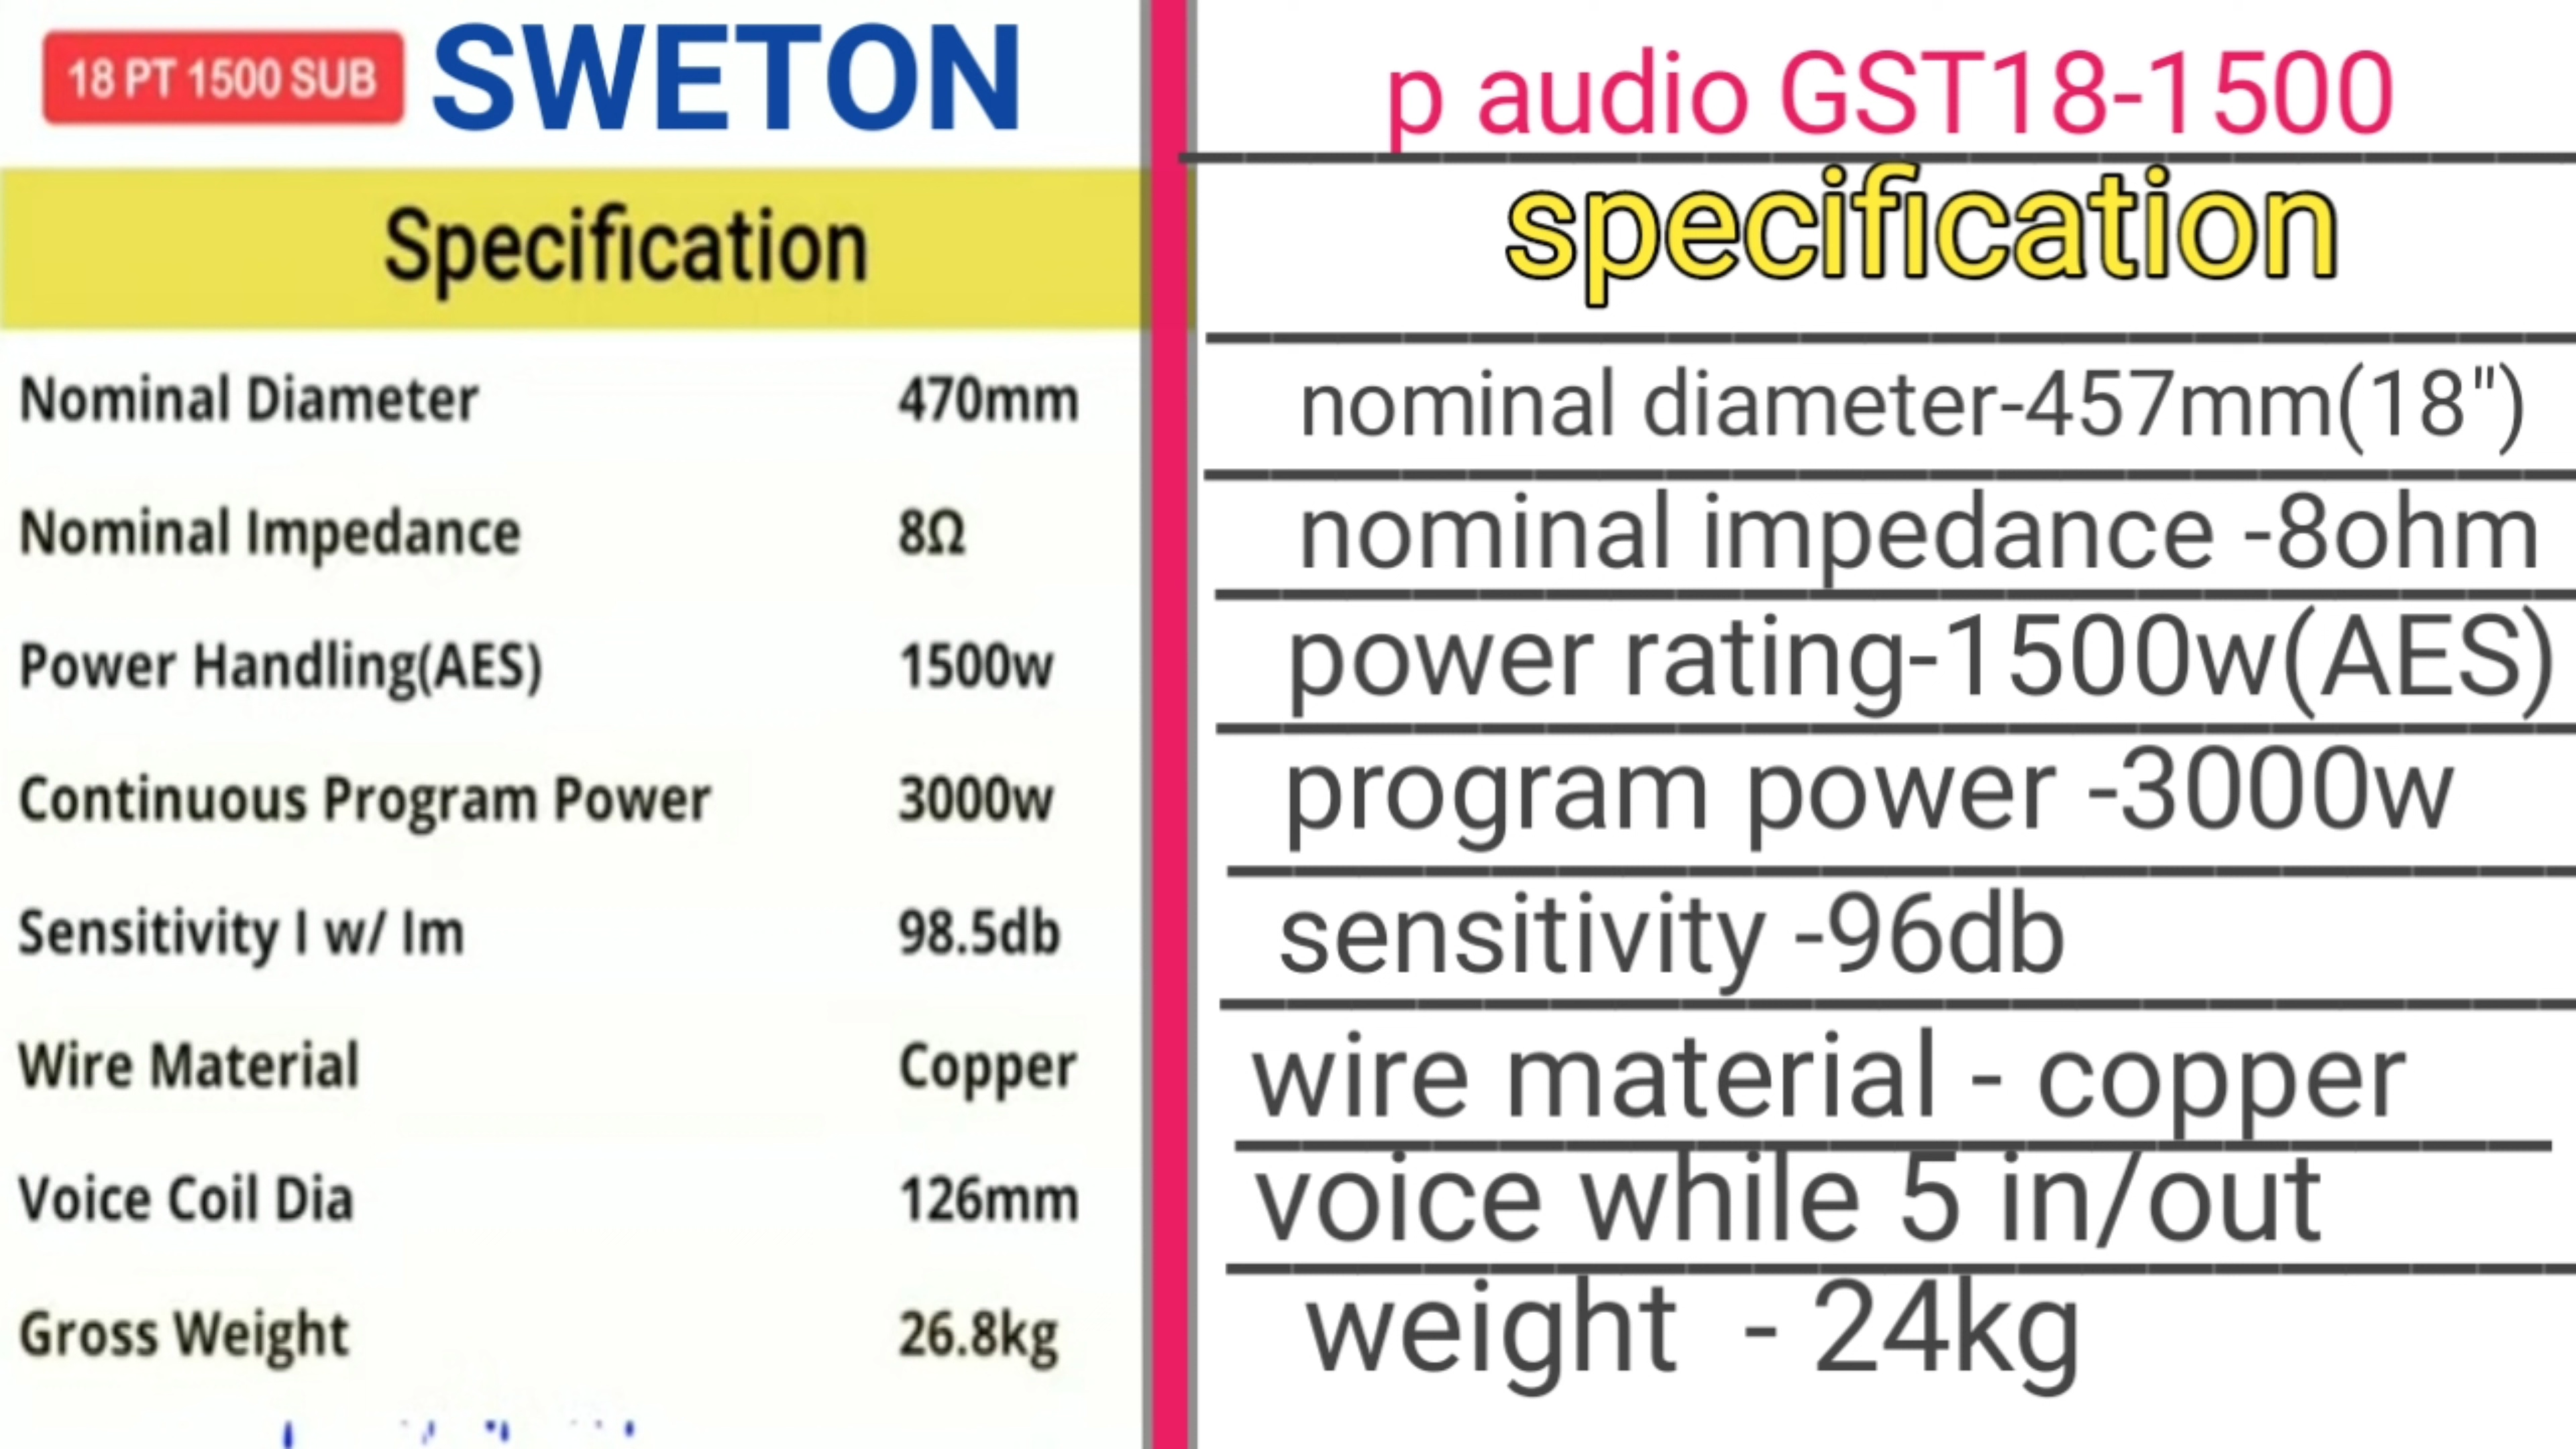 18 PT 1500 SUB SWETON
Specification
Nominal Diameter 470mm
Nominal Impedance 8Ω
Power Handling(AES) 1500w
Continuous Program Power 3000w
Sensitivity I w/ Im 98.5db
Wire Material Copper
Voice Coil Dia 126mm
Gross Weight 26.8kg
p audio GST18-1500
specification
nominal diameter-457mm(18")
nominal impedance -8ohm
power rating-1500w(AES)
program power -3000w
sensitivity -96db
wire material - copper
voice while 5 in/out
weight - 24kg